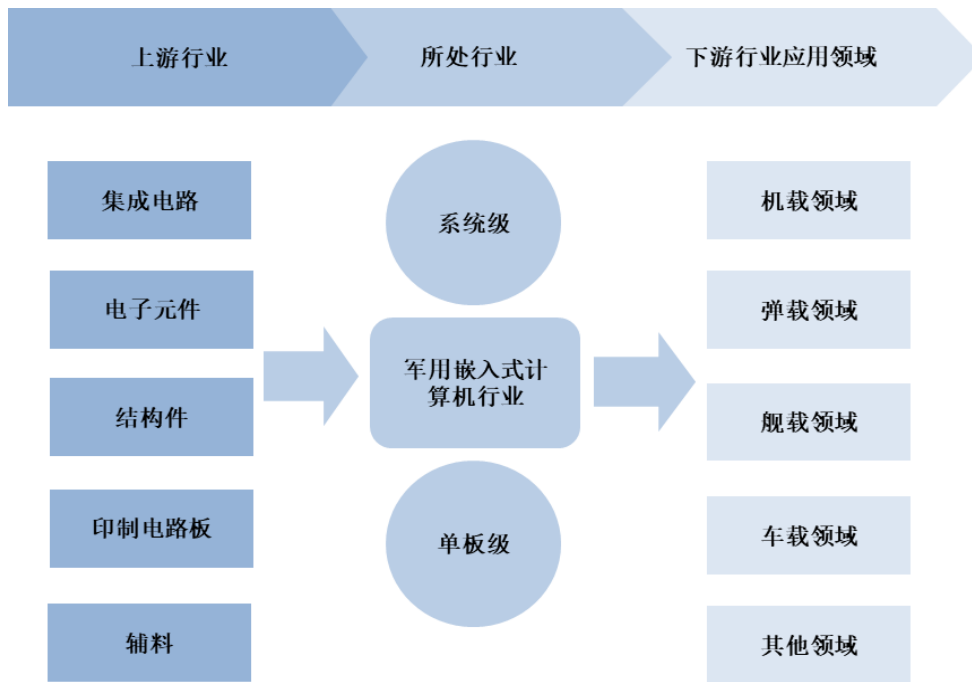 上游行业
所处行业
下游行业应用领域
集成电路
电子元件
结构件
印制电路板
辅料
系统级
军用嵌入式计
算机行业
单板级
机载领域
弹载领域
舰载领域
车载领域
其他领域